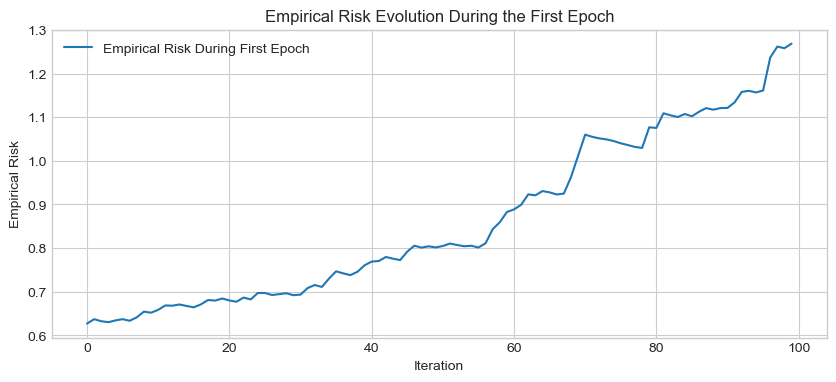 Empirical Risk Evolution During the First Epoch
1.3
Empirical Risk During First Epoch
1.2
1.1
1.0
0.9
0.8
0.7
0.6
Empirical Risk
0 20 40 60 80 100
Iteration